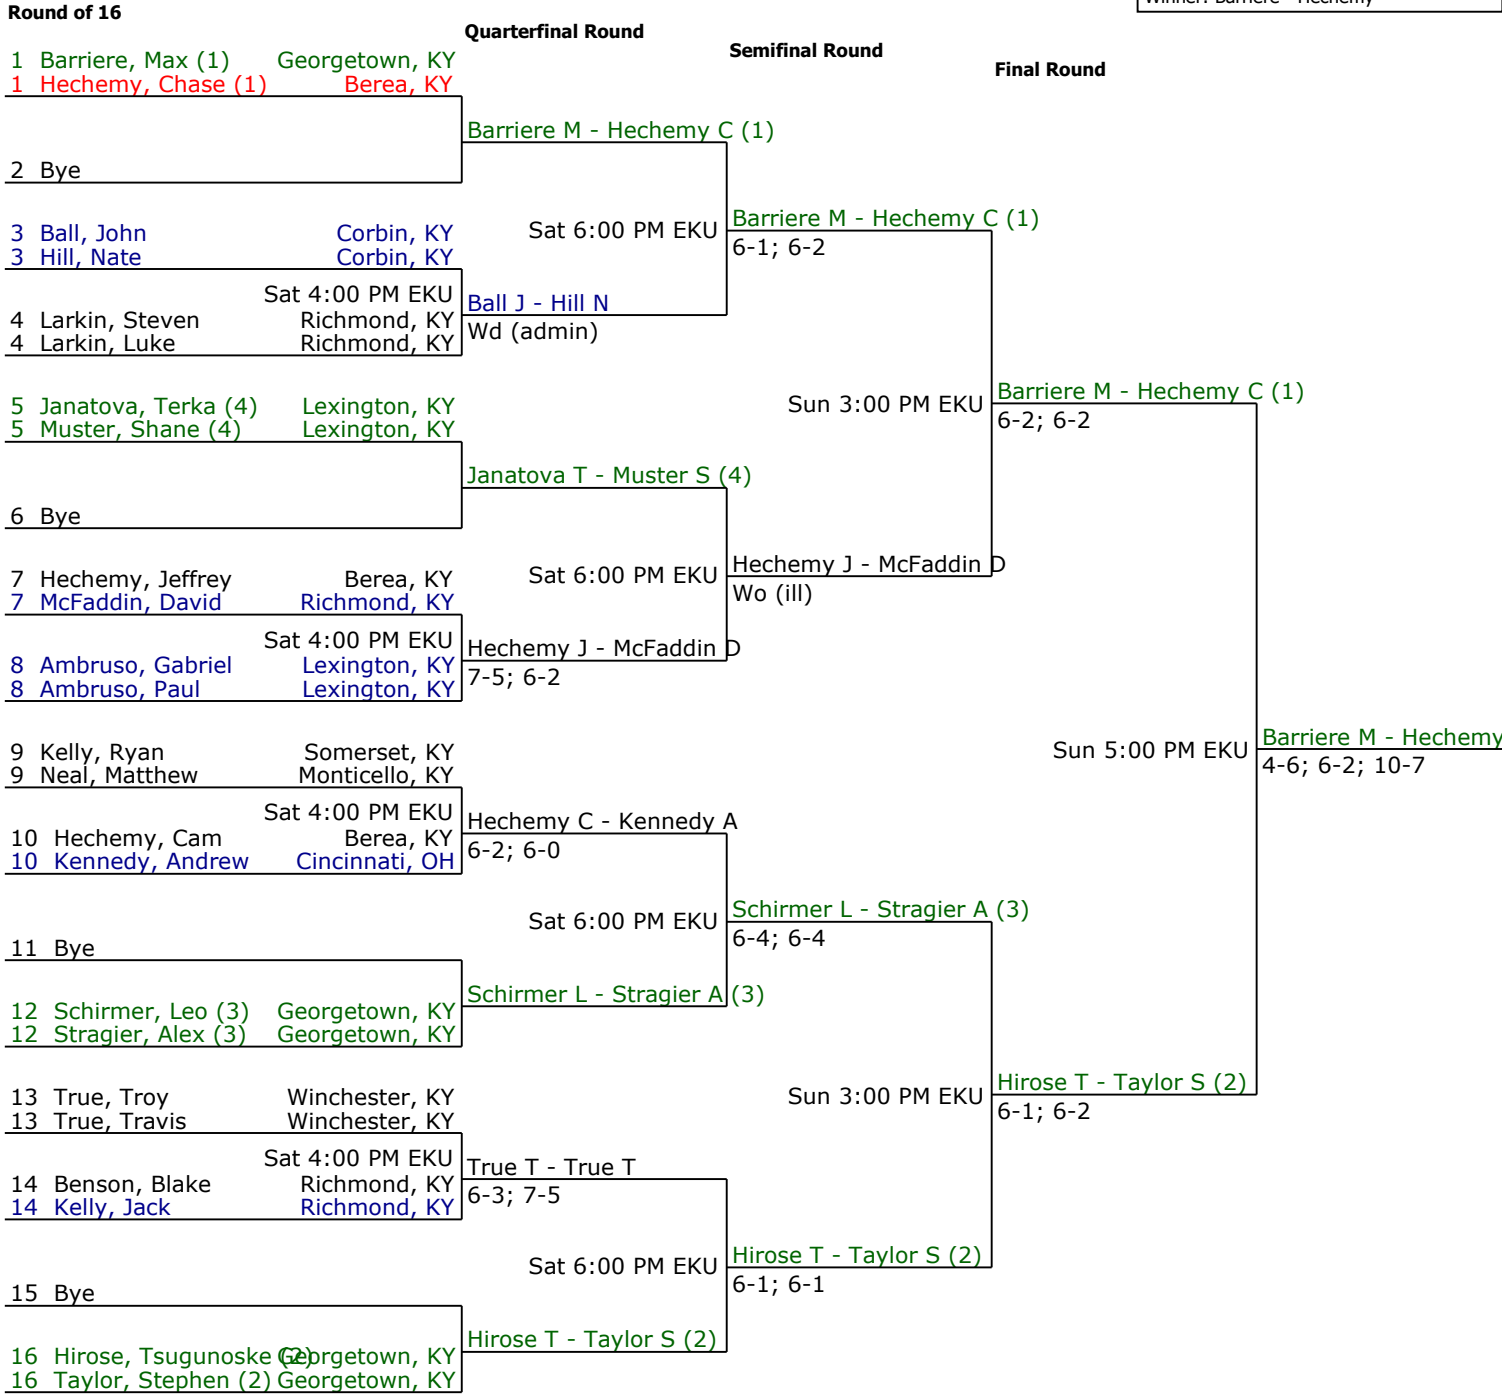 Winner: Barriere - Hechemy
Round of 16
Quarterfinal Round
Semifinal Round
Final Round
1 Barriere, Max (1) Georgetown, KY
1 Hechemy, Chase (1) Berea, KY
Barriere M - Hechemy C (1)
2 Bye
Sat 6:00 PM EKU
Barriere M - Hechemy C (1)
6-1; 6-2
3 Ball, John Corbin, KY
3 Hill, Nate Corbin, KY
Sat 4:00 PM EKU
Ball J - Hill N
Wd (admin)
4 Larkin, Steven Richmond, KY
4 Larkin, Luke Richmond, KY
Sun 3:00 PM EKU
Barriere M - Hechemy C (1)
6-2; 6-2
5 Janatova, Terka (4) Lexington, KY
5 Muster, Shane (4) Lexington, KY
Janatova T - Muster S (4)
6 Bye
Sat 6:00 PM EKU
Hechemy J - McFaddin D
Wo (ill)
7 Hechemy, Jeffrey Berea, KY
7 McFaddin, David Richmond, KY
Sat 4:00 PM EKU
Hechemy J - McFaddin D
7-5; 6-2
8 Ambruso, Gabriel Lexington, KY
8 Ambruso, Paul Lexington, KY
Sun 5:00 PM EKU
Barriere M - Hechemy
4-6; 6-2; 10-7
9 Kelly, Ryan Somerset, KY
9 Neal, Matthew Monticello, KY
Sat 4:00 PM EKU
Hechemy C - Kennedy A
6-2; 6-0
10 Hechemy, Cam Berea, KY
10 Kennedy, Andrew Cincinnati, OH
Sat 6:00 PM EKU
Schirmer L - Stragier A (3)
6-4; 6-4
11 Bye
Schirmer L - Stragier A (3)
12 Schirmer, Leo (3) Georgetown, KY
12 Stragier, Alex (3) Georgetown, KY
Sun 3:00 PM EKU
Hirose T - Taylor S (2)
6-1; 6-2
13 True, Troy Winchester, KY
13 True, Travis Winchester, KY
Sat 4:00 PM EKU
True T - True T
6-3; 7-5
14 Benson, Blake Richmond, KY
14 Kelly, Jack Richmond, KY
Sat 6:00 PM EKU
Hirose T - Taylor S (2)
6-1; 6-1
15 Bye
Hirose T - Taylor S (2)
16 Hirose, Tsugunoske (2) Georgetown, KY
16 Taylor, Stephen (2) Georgetown, KY